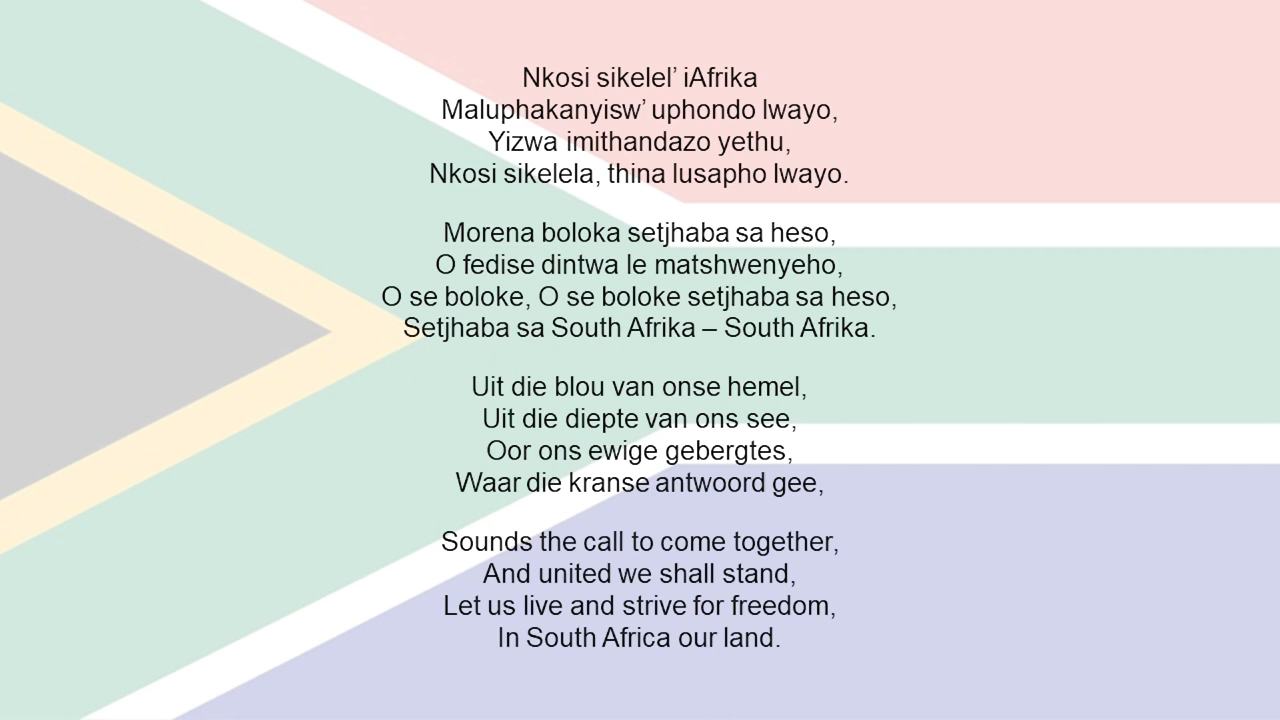 Nkosi sikelel’ iAfrika
Maluphakanyisw’ uphondo lwayo,
Yizwa imithandazo yethu,
Nkosi sikelela, thina lusapho lwayo.
Morena boloka setjhaba sa heso,
O fedise dintwa le matshwenyeho,
O se boloke, O se boloke setjhaba sa heso,
Setjhaba sa South Afrika – South Afrika.
Uit die blou van onse hemel,
Uit die diepte van ons see,
Oor ons ewige gebergtes,
Waar die kranse antwoord gee,
Sounds the call to come together,
And united we shall stand,
Let us live and strive for freedom,
In South Africa our land.